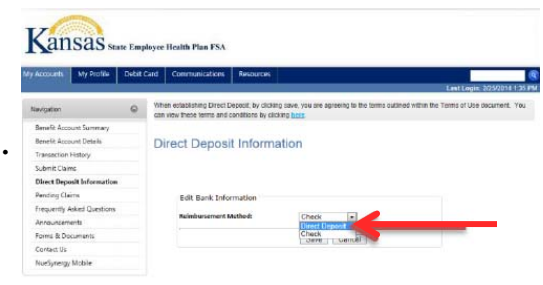 Kansas State Employee Health Plan FSA
My Accounts My Profile Debit Card Communications Resources
Last Login: 3/25/2014 1:35 PM
Navigation
When establishing Direct Deposit, by clicking save, you are agreeing to the terms outlined within the Terms of Use document. You
can view these terms and conditions by clicking here.
Benefit Account Summary
Benefit Account Details
Transaction History
Submit Claims
Direct Deposit Information
Pending Claims
Frequently Asked Questions
Announcements
Forms & Documents
Contact Us
NueSynergy Mobile
Direct Deposit Information
Edit Bank Information
Reimbursement Method: Check
Direct Deposit
Check
Save Cancel